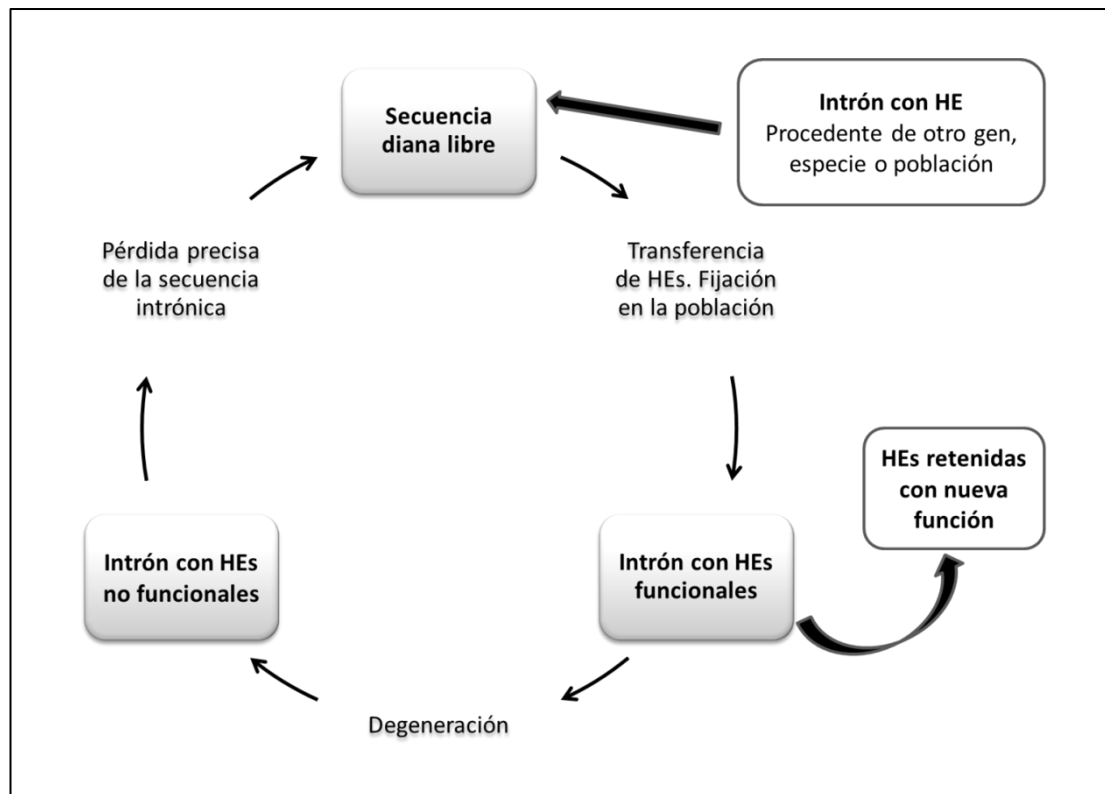 Secuencia
diana libre
Intrón con HE
Procedente de otro gen,
especie o población
Pérdida precisa
de la secuencia
intrónica
Transferencia
de HEs. Fijación
en la población
HEs retenidas
con nueva
función
Intrón con HEs
no funcionales
Intrón con HEs
funcionales
Degeneración